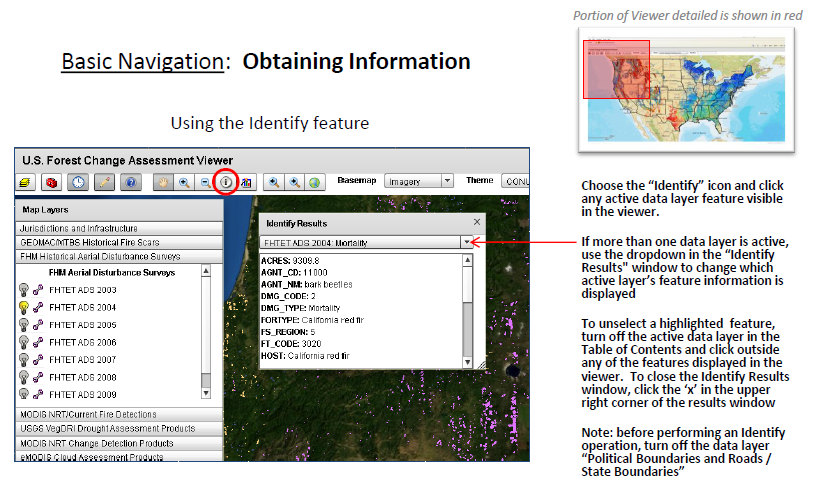 Portion of Viewer detailed is shown in red
Basic Navigation: Obtaining Information
Using the Identify feature
U.S. Forest Change Assessment Viewer
Basemap
Imagery
Theme
CONU
Map Layers
Jurisdictions and Infrastructure
GEOMAC/MTBS Historical Fire Scars
FHM Historical Aerial Disturbance Surveys
FHM Aerial Disturbance Surveys
FHTET ADS 2003
FHTET ADS 2004
FHTET ADS 2005
FHTET ADS 2006
FHTET ADS 2007
FHTET ADS 2008
FHTET ADS 2009
MODIS NRT/Current Fire Detections
USGS VegDRI Drought Assessment Products
MODIS NRT Change Detection Products
eMODIS Cloud Assessment Products
Identify Results
FHTET ADS 2004: Mortality
ACRES: 9309.8
AGNT_CD: 11000
AGNT_NM: bark beetles
DMG_CODE: 2
DMG_TYPE: Mortality
FORTYPE: California red fir
FS_REGION: 5
FT_CODE: 3020
HOST: California red fir
Choose the “Identify” icon and click
any active data layer feature visible
in the viewer.
If more than one data layer is active,
use the dropdown in the “Identify
Results" window to change which
active layer’s feature information is
displayed
To unselect a highlighted feature,
turn off the active data layer in the
Table of Contents and click outside
any of the features displayed in the
viewer. To close the Identify Results
window, click the ‘x’ in the upper
right corner of the results window
Note: before performing an Identify
operation, turn off the data layer
“Political Boundaries and Roads /
State Boundaries”